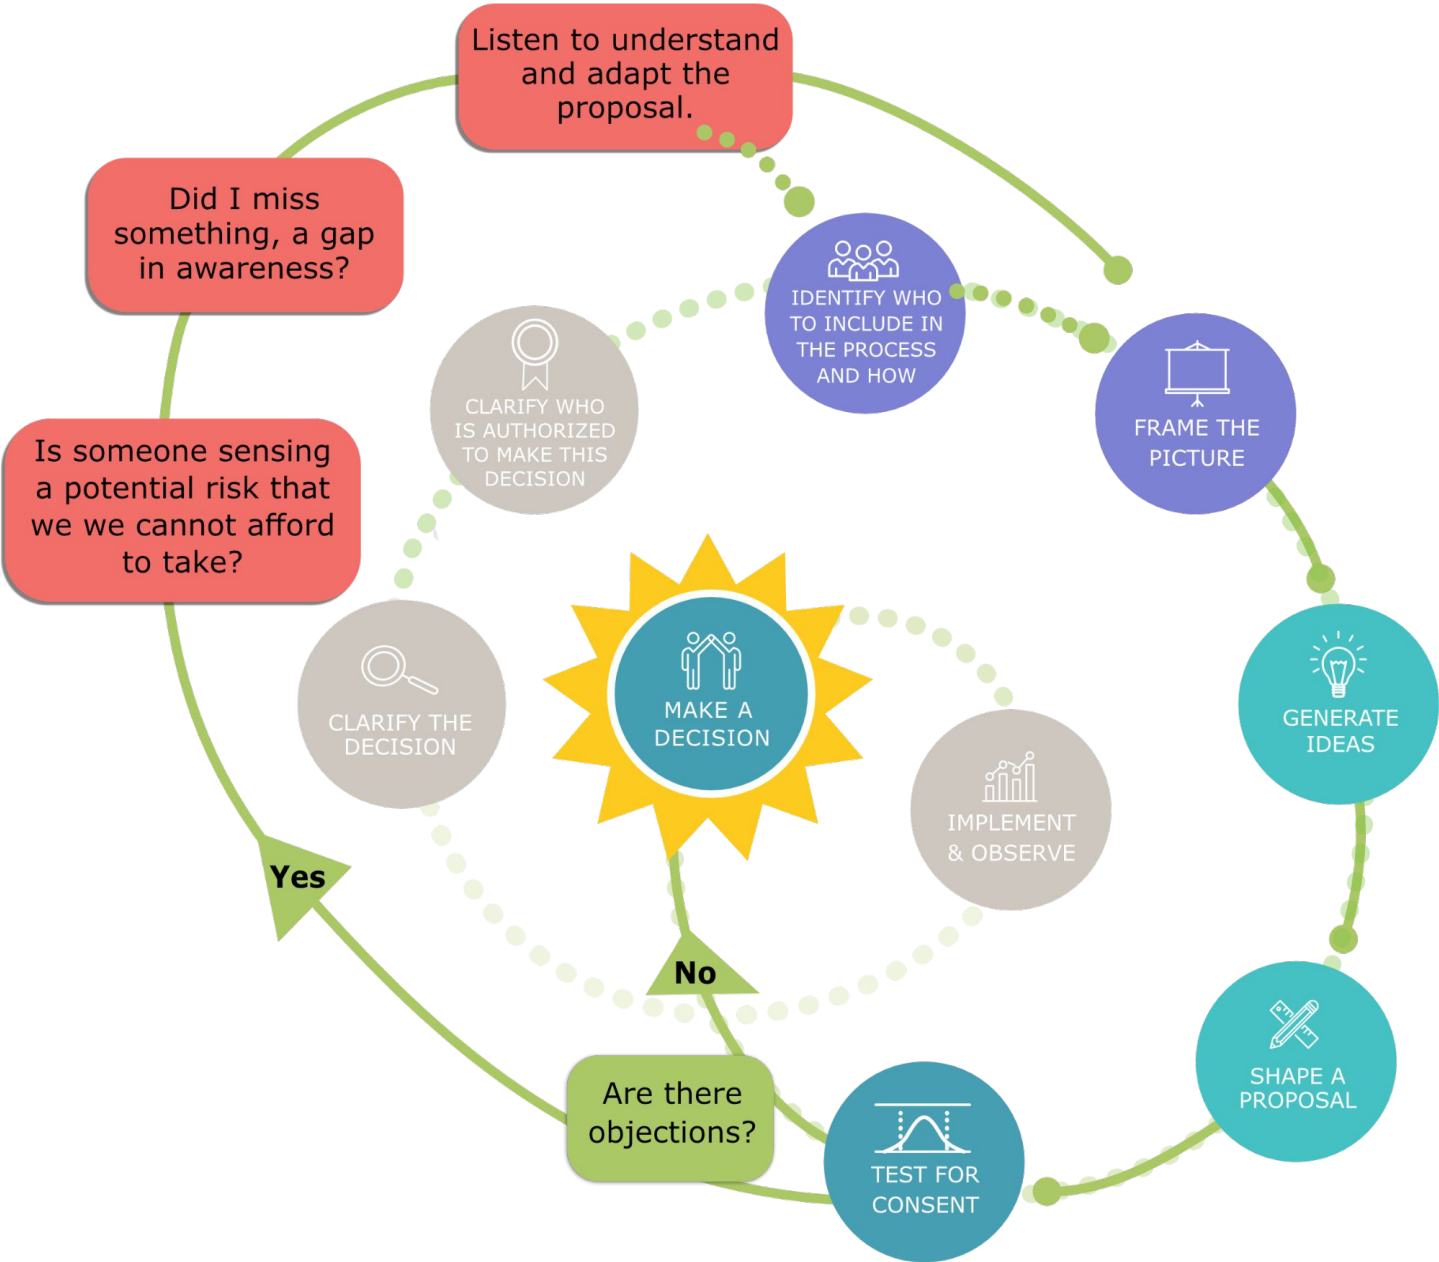 Listen to understand
and adapt the
proposal.
Did I miss
something, a gap
in awareness?
Is someone sensing
a potential risk that
we we cannot afford
to take?
IDENTIFY WHO
TO INCLUDE IN
THE PROCESS
AND HOW
CLARIFY WHO
IS AUTHORIZED
TO MAKE THIS
DECISION
FRAME THE
PICTURE
CLARIFY THE
DECISION
MAKE A
DECISION
GENERATE
IDEAS
IMPLEMENT
& OBSERVE
Yes
No
Are there
objections?
TEST FOR
CONSENT
SHAPE A
PROPOSAL